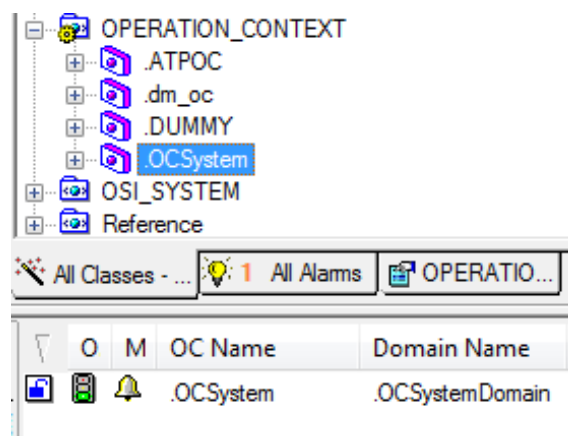 OPERATION_CONTEXT
.ATPOC
.dm_oc
.DUMMY
.OCSystem
OSI_SYSTEM
Reference
All Classes - ... 1 All Alarms OPERATIO...
O M OC Name Domain Name
.OCSystem .OCSystemDomain